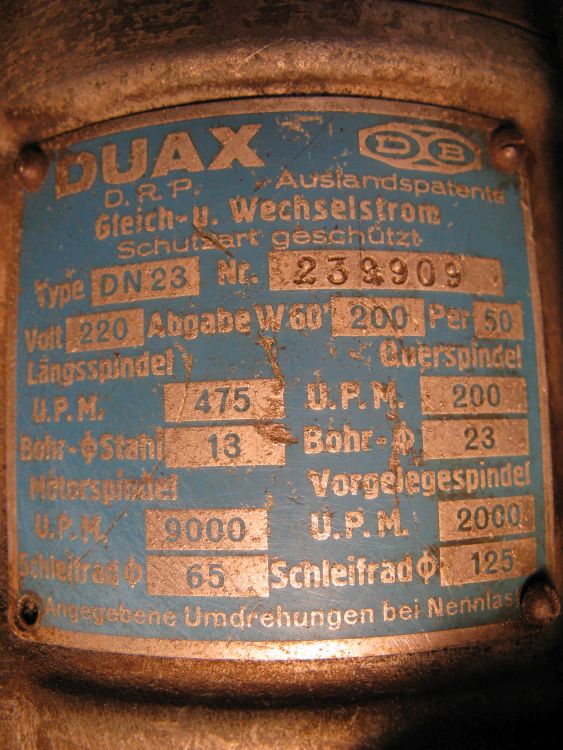 DUAX DB
D.R.P. Auslandspatente
Gleich- u. Wechselstrom
Schutzart geschützt
Type DN 23 Nr. 239909
Volt 220 Abgabe W 60' 200 Per 50
Längsspindel Querspindel
U.P.M. 475 U.P.M. 200
Bohr-ϕ Stahl 13 Bohr-ϕ 23
Motorspindel Vorgelegespindel
U.P.M. 9000 U.P.M. 2000
Schleifrad ϕ 65 Schleifrad ϕ 125
Angegebene Umdrehungen bei Nennlas